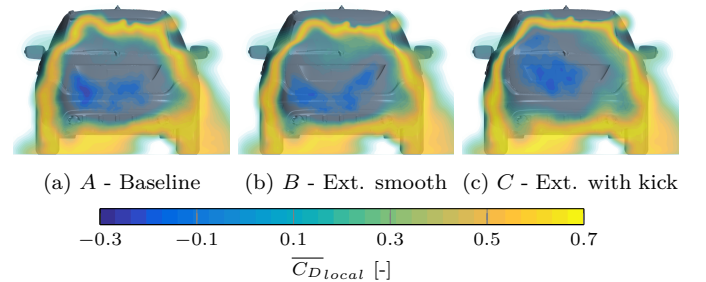 (a) A - Baseline (b) B - Ext. smooth (c) C - Ext. with kick
−0.3 −0.1 0.1 0.3 0.5 0.7
C_D local [-]